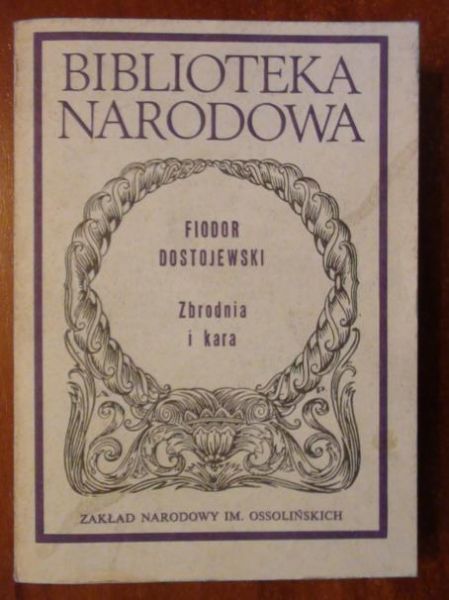 BIBLIOTEKA
NARODOWA
FIODOR
DOSTOJEWSKI
Zbrodnia
i kara
ZAKŁAD NARODOWY IM. OSSOLIŃSKICH